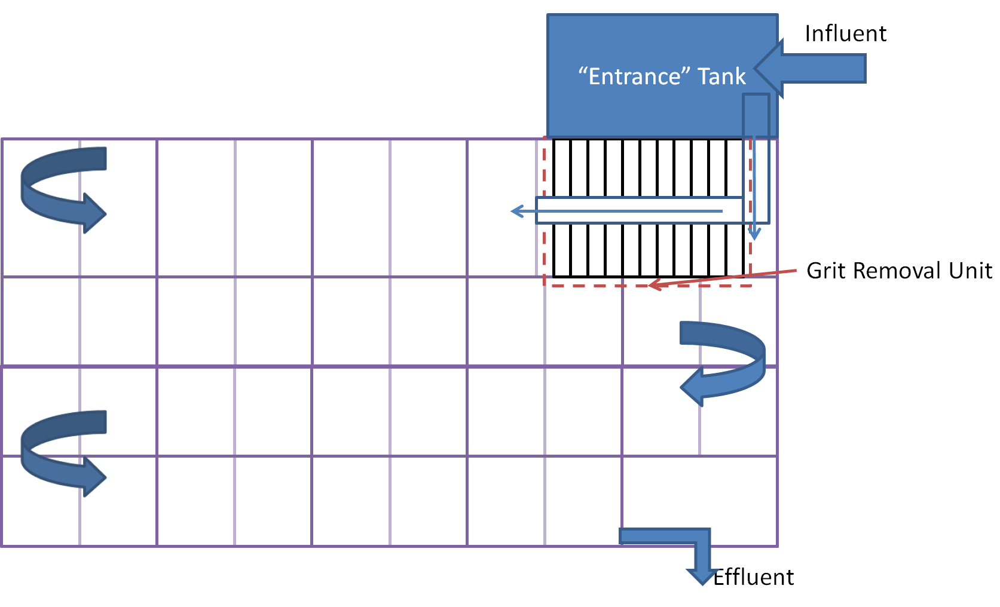 Influent
“Entrance” Tank
Grit Removal Unit
Effluent